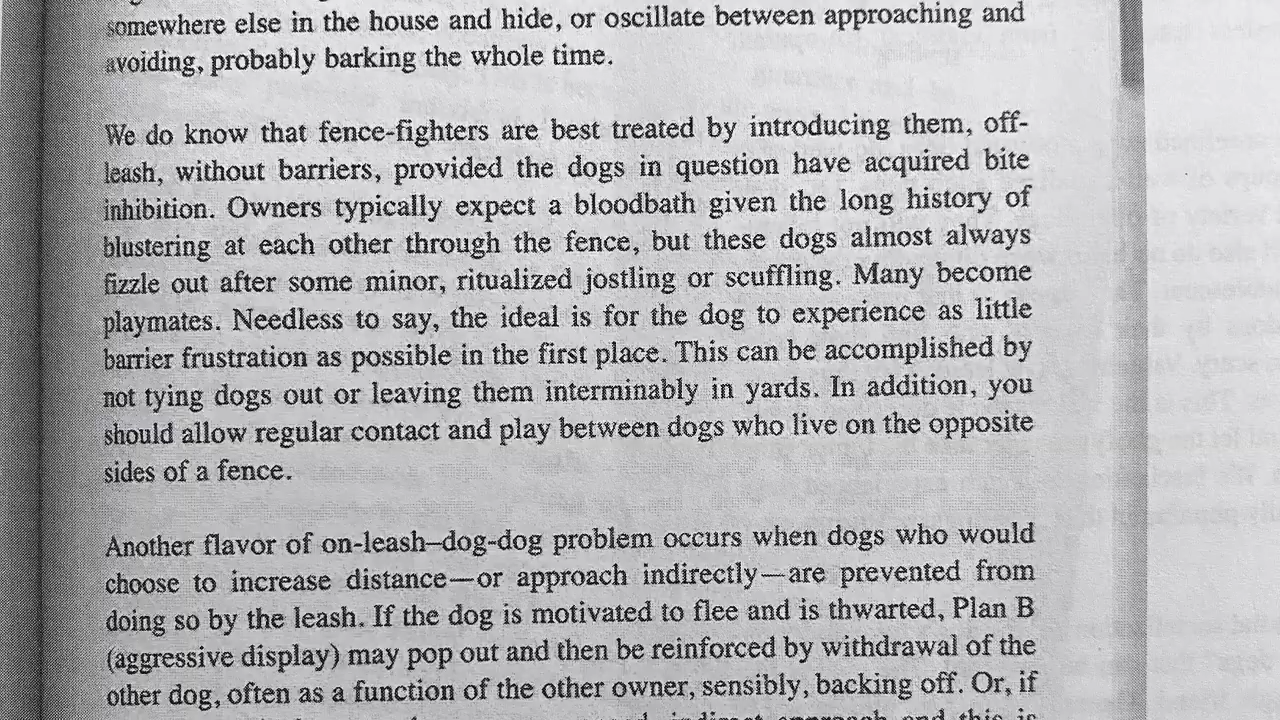 somewhere else in the house and hide, or oscillate between approaching and
avoiding, probably barking the whole time.
We do know that fence-fighters are best treated by introducing them, off-
leash, without barriers, provided the dogs in question have acquired bite
inhibition. Owners typically expect a bloodbath given the long history of
blustering at each other through the fence, but these dogs almost always
fizzle out after some minor, ritualized jostling or scuffling. Many become
playmates. Needless to say, the ideal is for the dog to experience as little
barrier frustration as possible in the first place. This can be accomplished by
not tying dogs out or leaving them interminably in yards. In addition, you
should allow regular contact and play between dogs who live on the opposite
sides of a fence.
Another flavor of on-leash–dog-dog problem occurs when dogs who would
choose to increase distance—or approach indirectly—are prevented from
doing so by the leash. If the dog is motivated to flee and is thwarted, Plan B
(aggressive display) may pop out and then be reinforced by withdrawal of the
other dog, often as a function of the other owner, sensibly, backing off. Or, if
indirect approach and this is